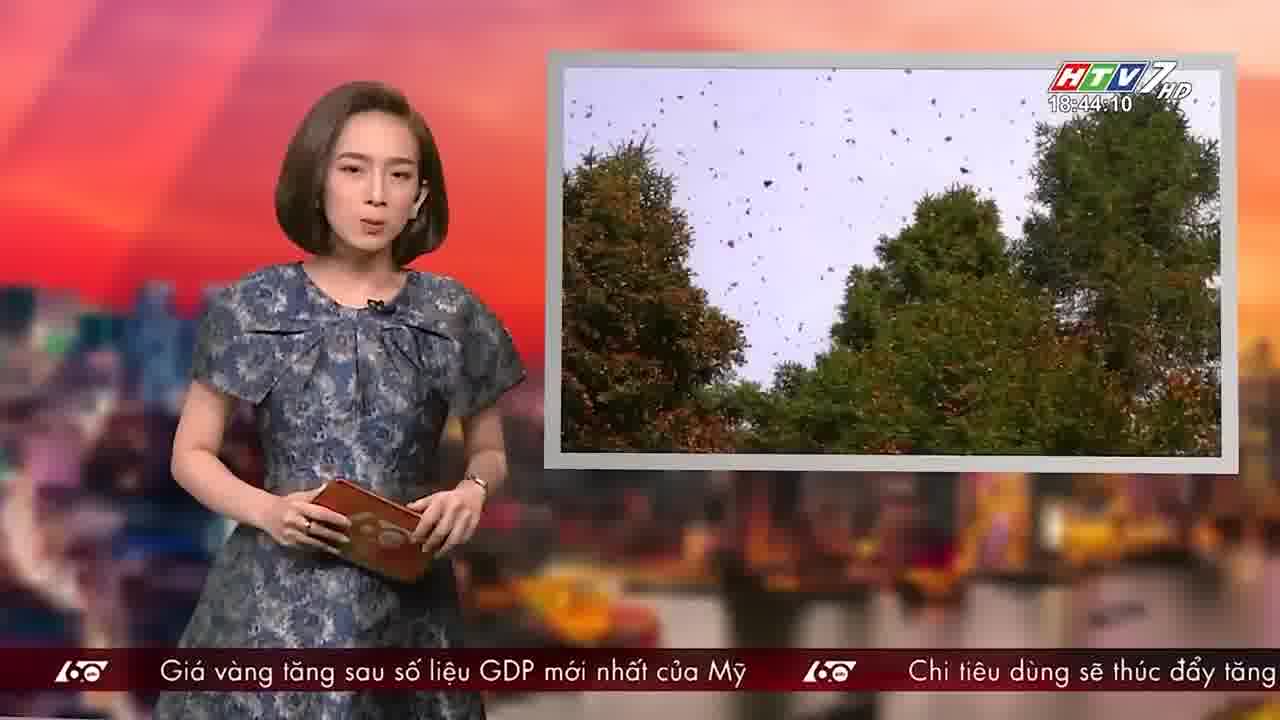 HTV7 HD
18:44:10
60 Giá vàng tăng sau số liệu GDP mới nhất của Mỹ 60 Chi tiêu dùng sẽ thúc đẩy tăng